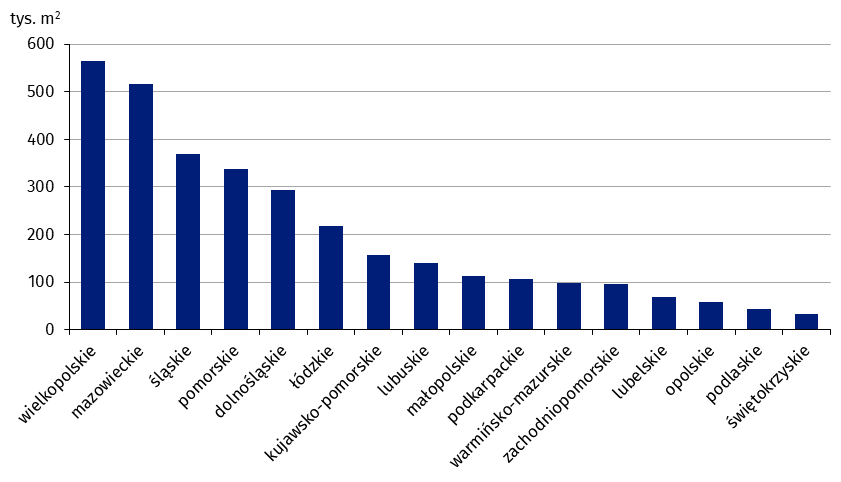 tys. m²
600
500
400
300
200
100
0
wielkopolskie
mazowieckie
śląskie
pomorskie
dolnośląskie
łódzkie
kujawsko-pomorskie
lubuskie
małopolskie
podkarpackie
warmińsko-mazurskie
zachodniopomorskie
lubelskie
opolskie
podlaskie
świętokrzyskie